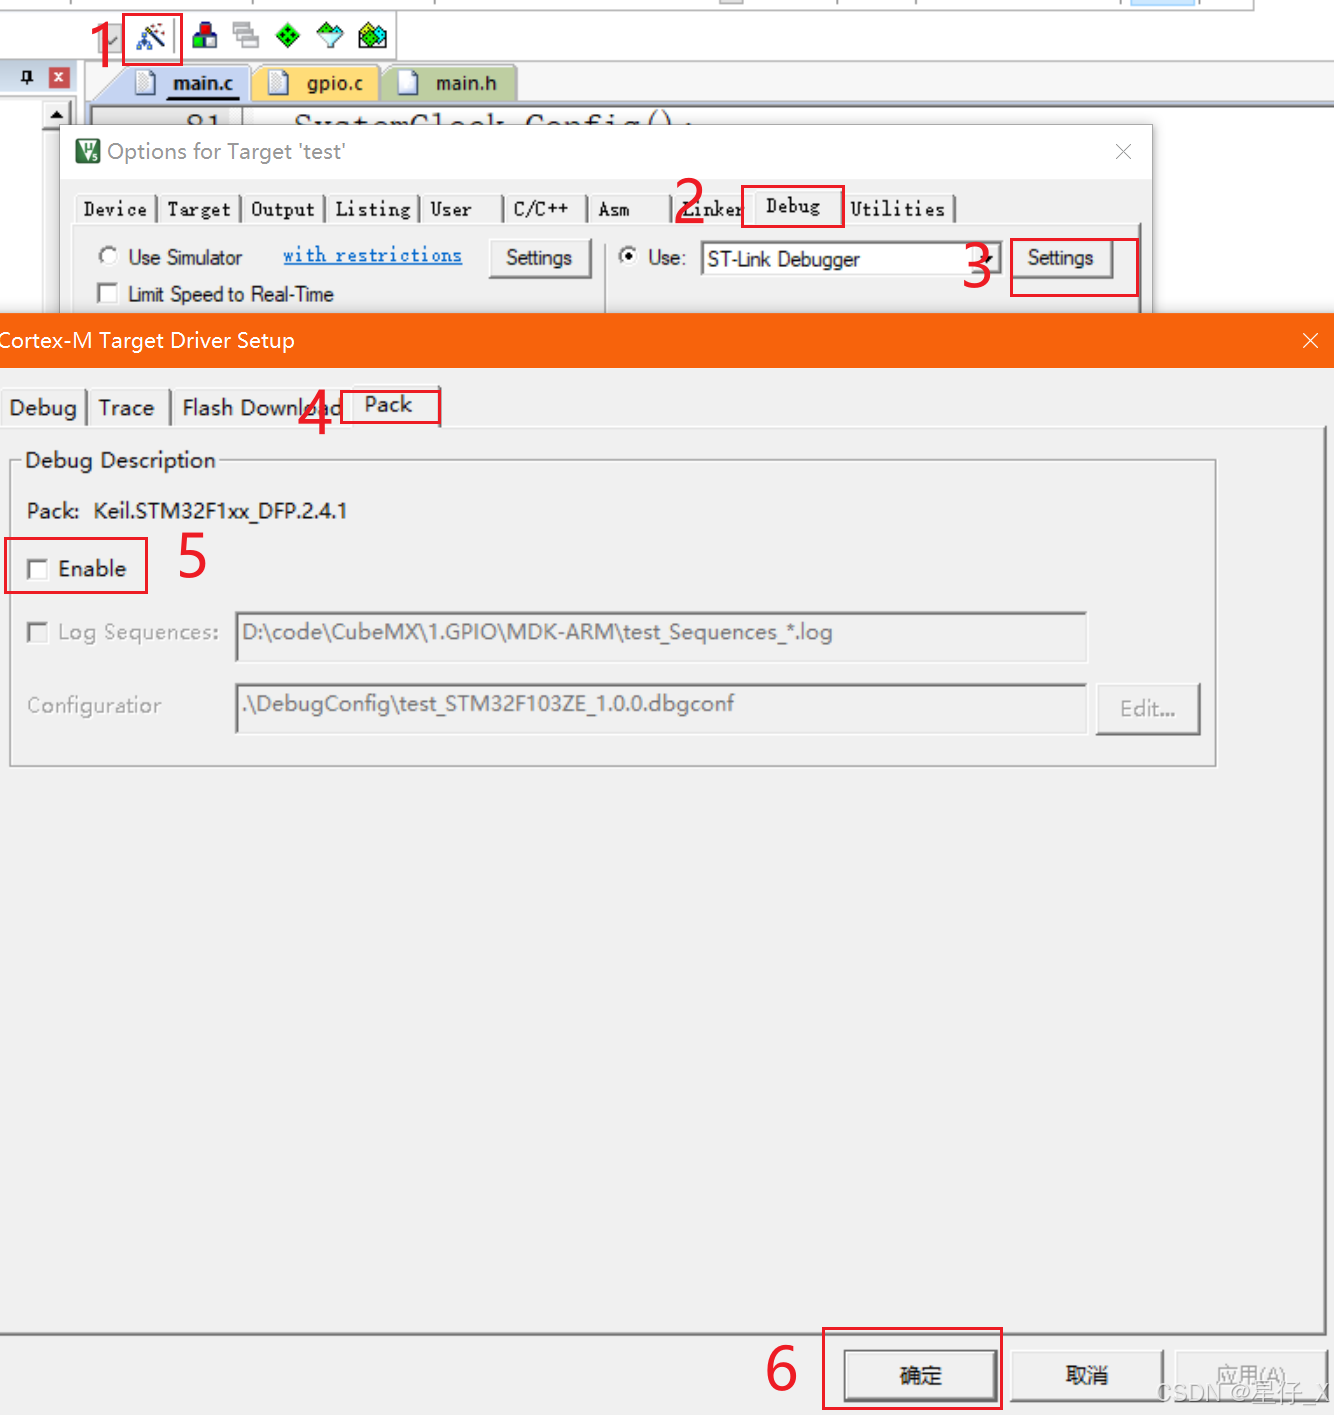 1
main.c gpio.c main.h
81 SystemClock_Config();
Options for Target 'test'
2
Device Target Output Listing User C/C++ Asm Linker Debug Utilities
Use Simulator with restrictions Settings Use: ST-Link Debugger 3 Settings
Limit Speed to Real-Time
Cortex-M Target Driver Setup
Debug Trace Flash Download 4 Pack
Debug Description
Pack: Keil.STM32F1xx_DFP.2.4.1
Enable 5
Log Sequences: D:\code\CubeMX\1.GPIO\MDK-ARM\test_Sequences_*.log
Configuration .\DebugConfig\test_STM32F103ZE_1.0.0.dbgconf Edit...
6 确定 取消 应用(A)
CSDN @星仔_X